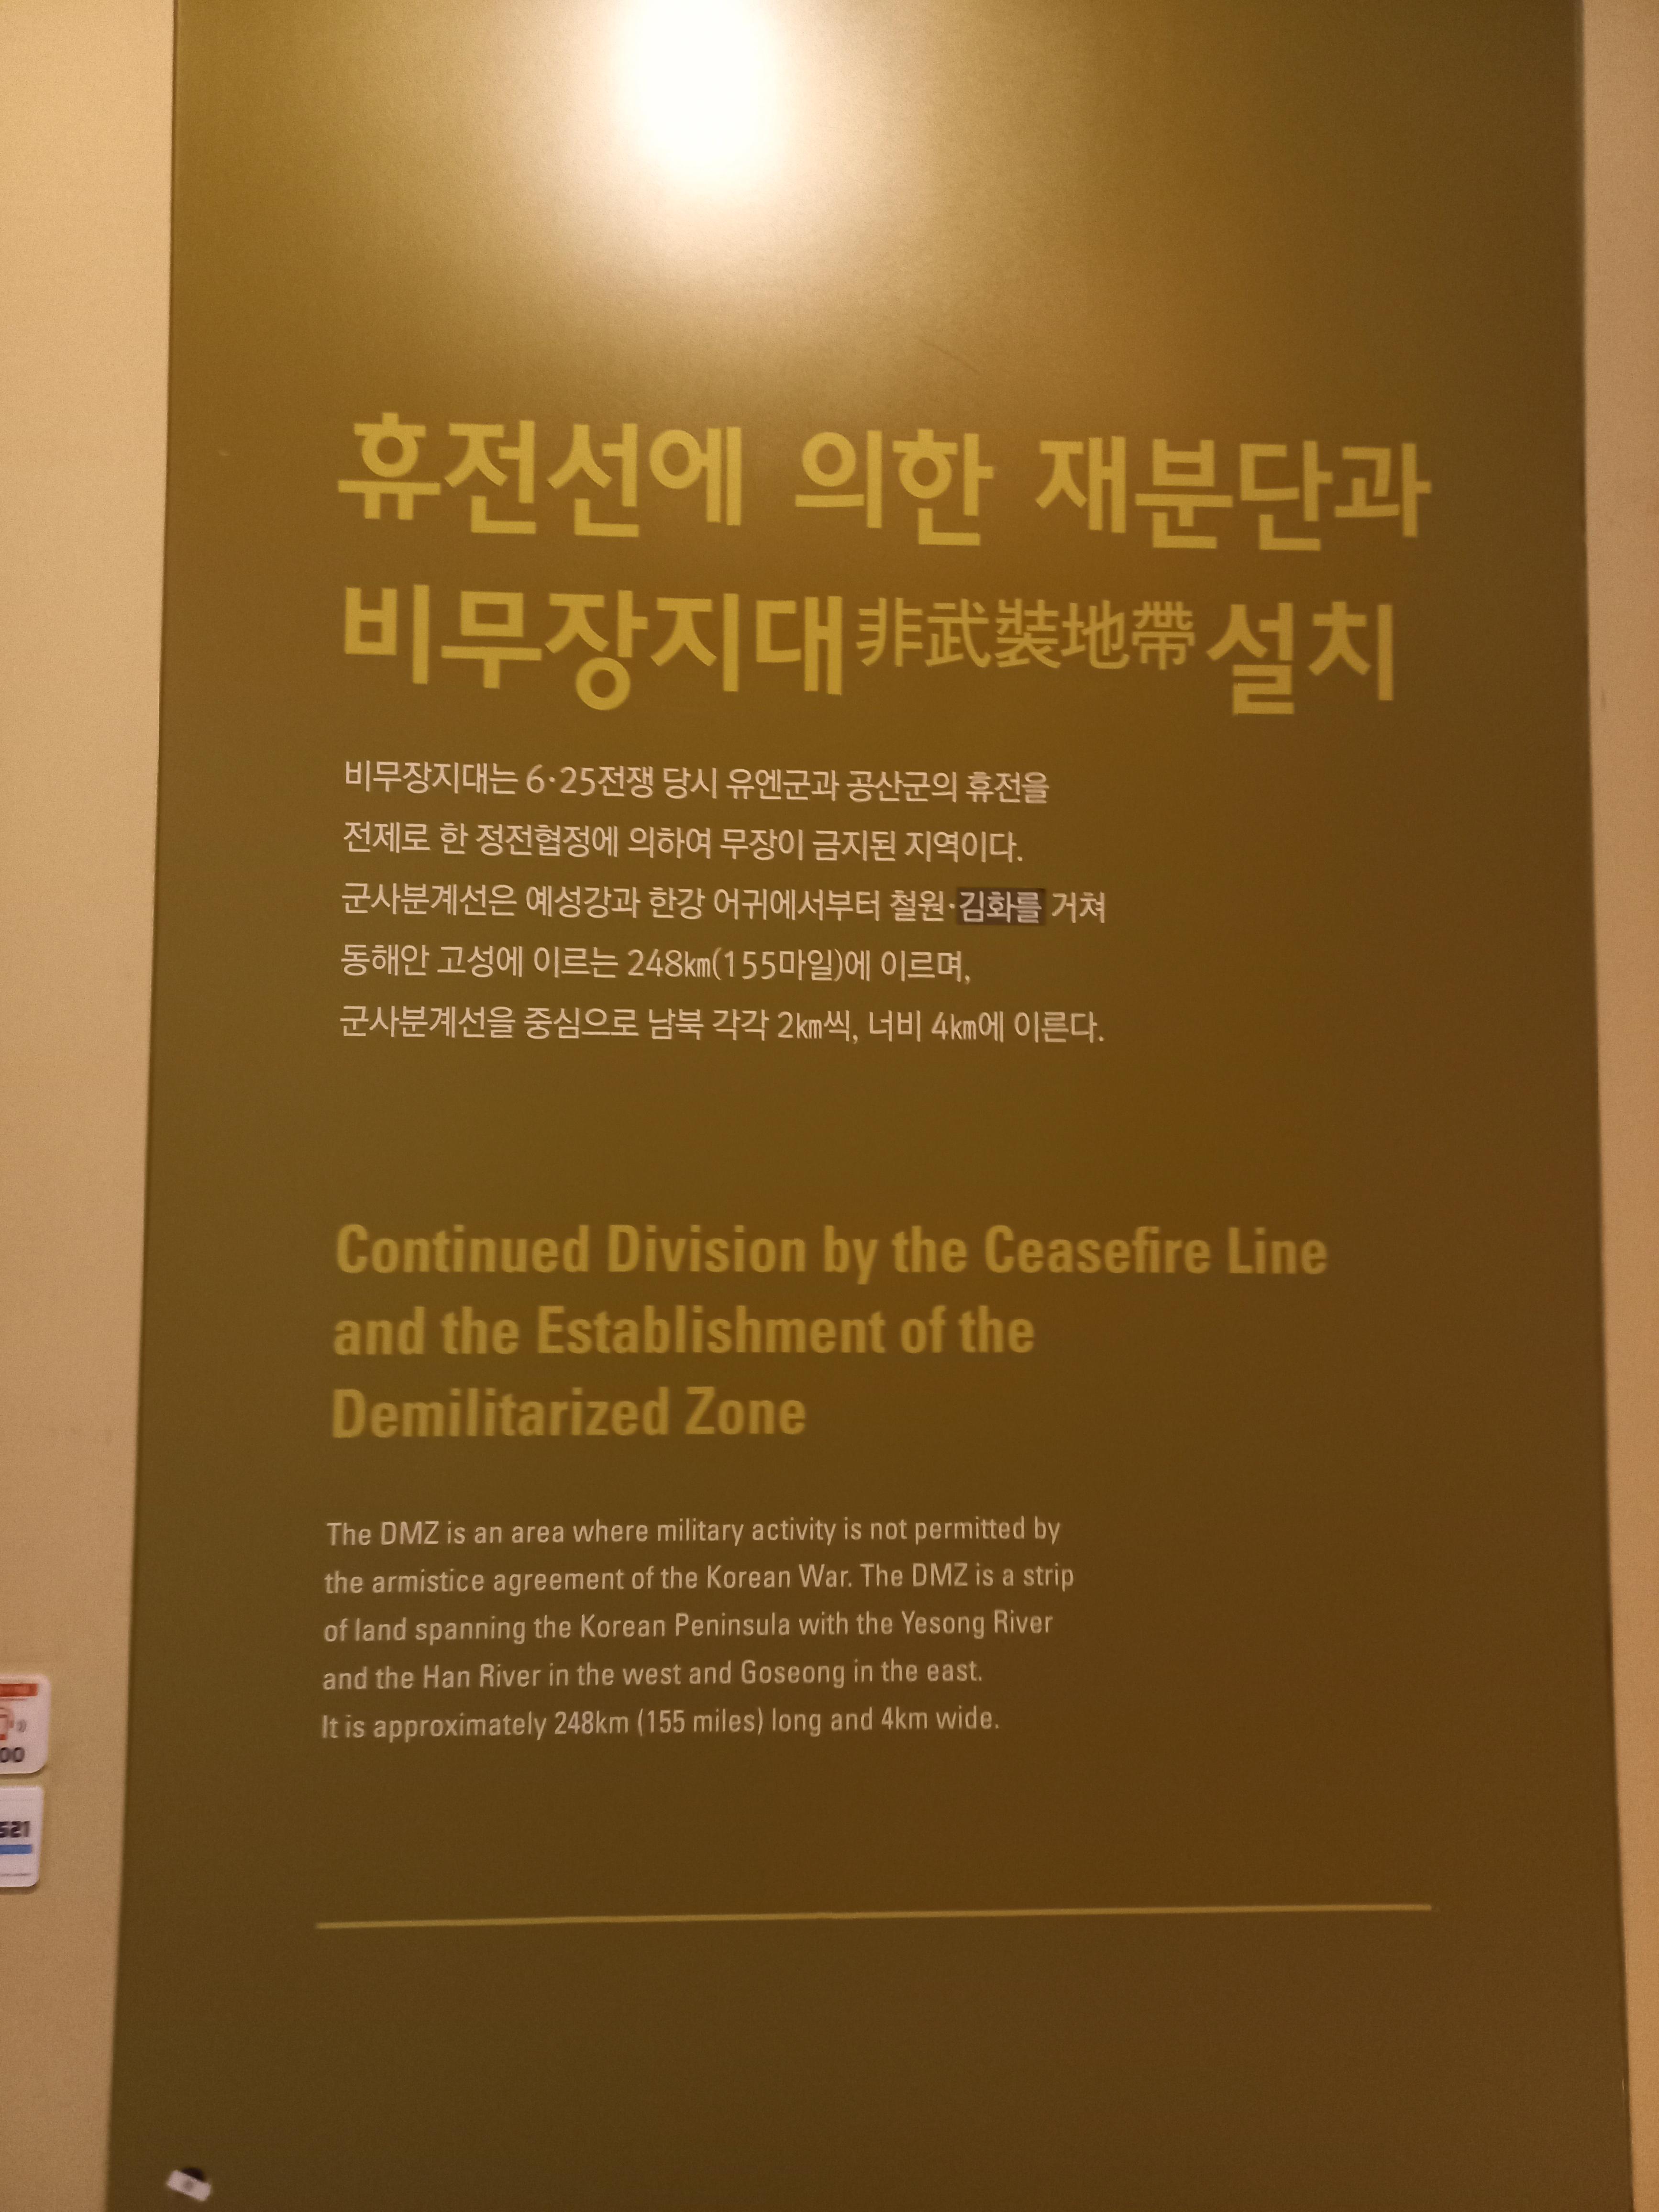 휴전선에 의한 재분단과
비무장지대非武裝地帶설치
비무장지대는 6·25전쟁 당시 유엔군과 공산군의 휴전을
전제로 한 정전협정에 의하여 무장이 금지된 지역이다.
군사분계선은 예성강과 한강 어귀에서부터 철원·김화를 거쳐
동해안 고성에 이르는 248㎞(155마일)에 이르며,
군사분계선을 중심으로 남북 각각 2㎞씩, 너비 4㎞에 이른다.
Continued Division by the Ceasefire Line
and the Establishment of the
Demilitarized Zone
The DMZ is an area where military activity is not permitted by
the armistice agreement of the Korean War. The DMZ is a strip
of land spanning the Korean Peninsula with the Yesong River
and the Han River in the west and Goseong in the east.
It is approximately 248km (155 miles) long and 4km wide.
00
521